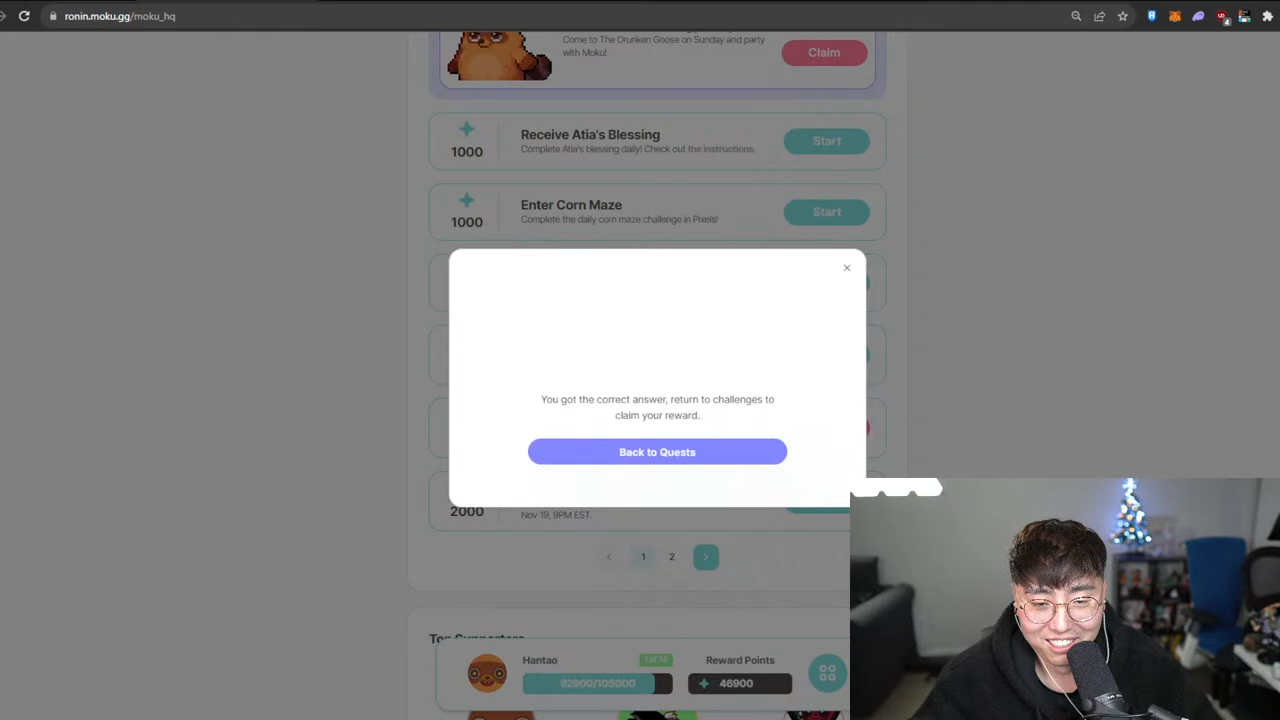 ronin.moku.gg/moku_hq
4
Come to The Drunken Goose on Sunday and party
with Moku!
Claim
Receive Atia's Blessing
1000
Complete Atia's blessing daily! Check out the instructions.
Start
Enter Corn Maze
1000
Complete the daily corn maze challenge in Pixels!
Start
You got the correct answer, return to challenges to
claim your reward.
Back to Quests
2000
Nov 19, 9PM EST.
1
2
Hantao
Reward Points
92900/105000
46900